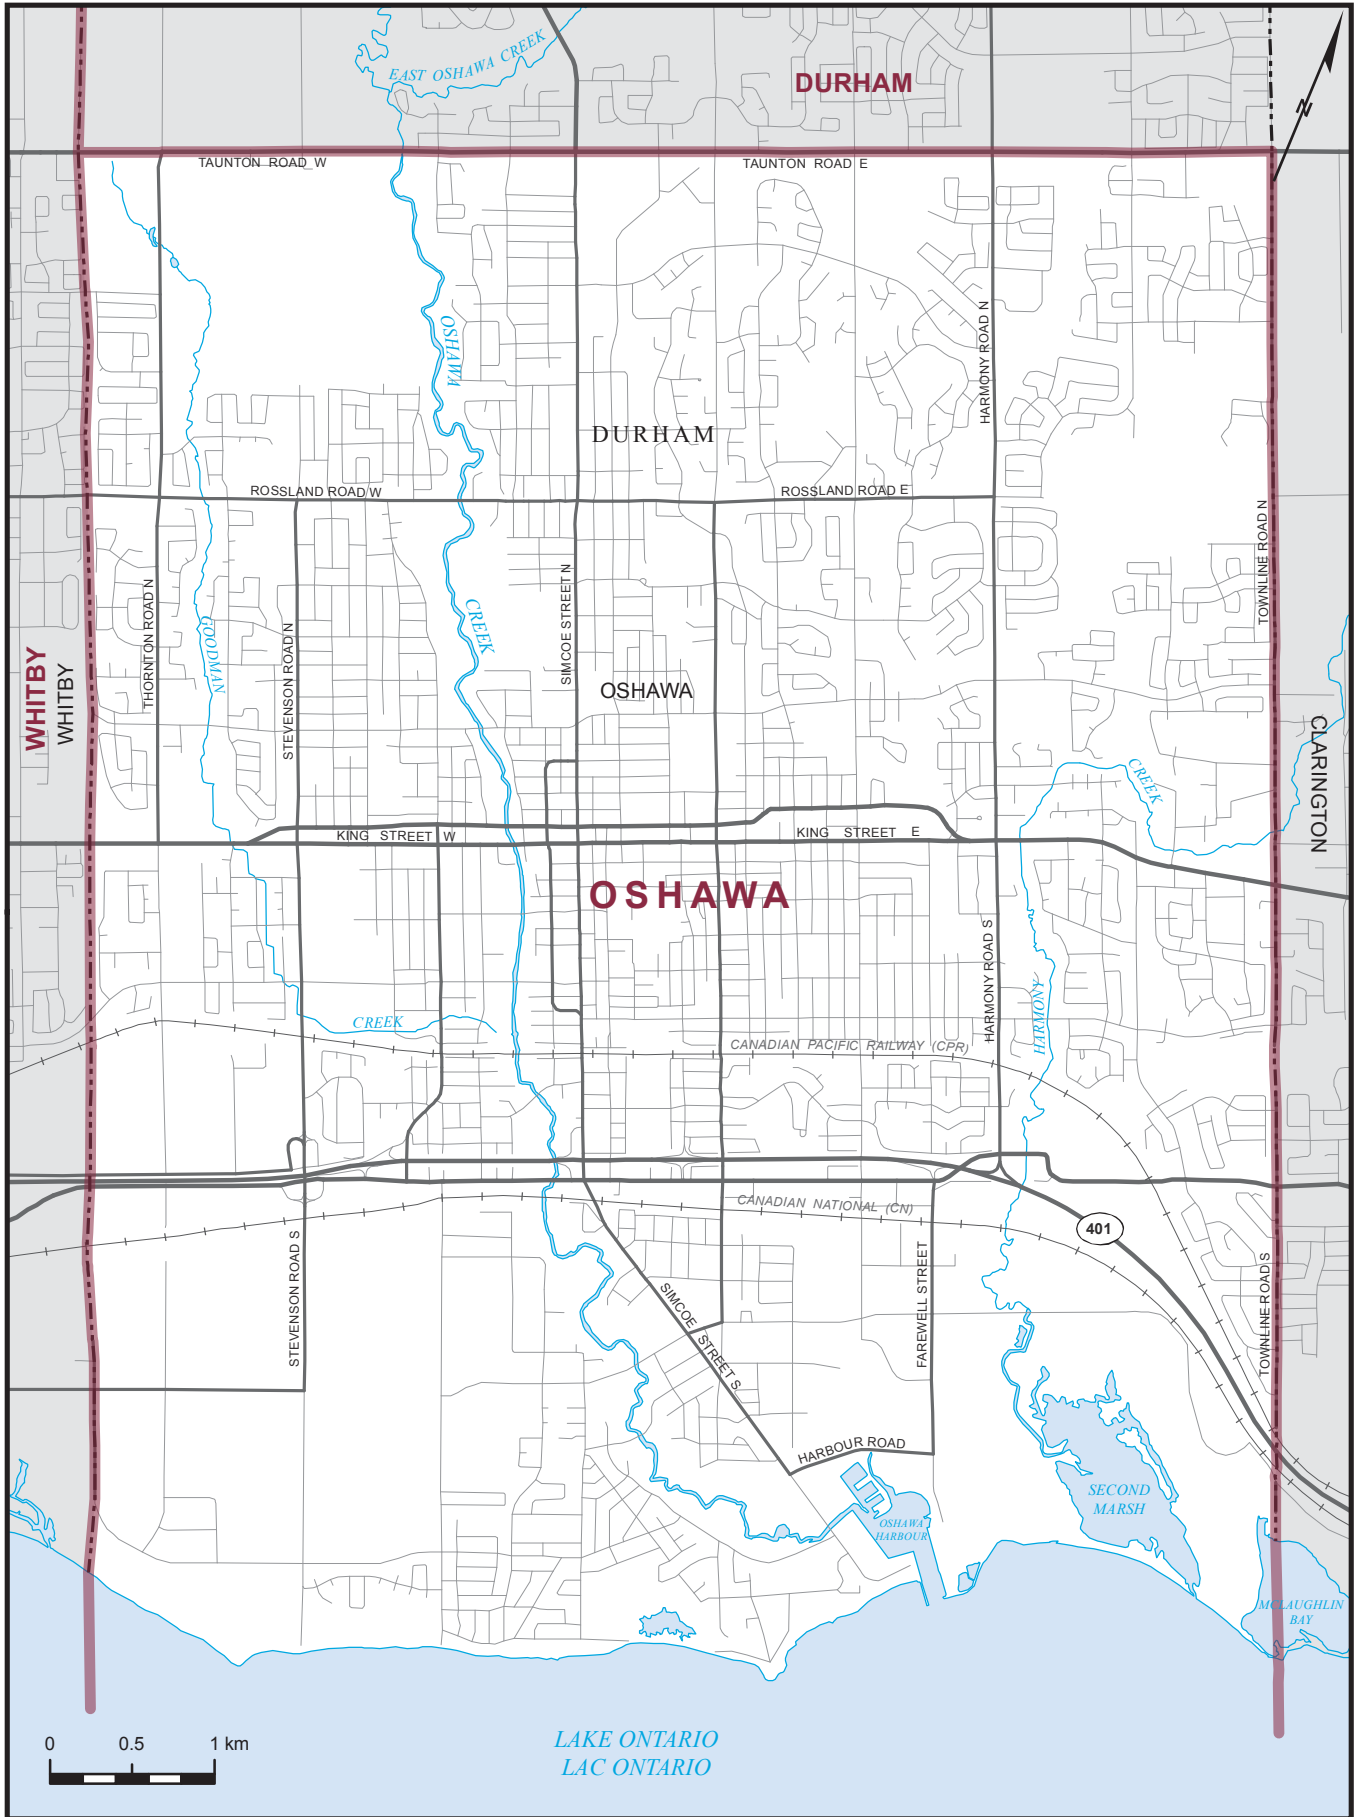 EAST OSHAWA CREEK
DURHAM
N
TAUNTON ROAD W
TAUNTON ROAD E
OSHAWA
HARMONY ROAD N
DURHAM
ROSSLAND ROAD W
ROSSLAND ROAD E
TOWNLINE ROAD N
SIMCOE STREET N
THORNTON ROAD N
GOODMAN
CREEK
STEVENSON ROAD N
WHITBY
WHITBY
OSHAWA
CLARINGTON
CREEK
KING STREET W
KING STREET E
OSHAWA
HARMONY ROAD S
HARMONY
CREEK
CANADIAN PACIFIC RAILWAY (CPR)
CANADIAN NATIONAL (CN)
401
STEVENSON ROAD S
SIMCOE STREET S
FAREWELL STREET
TOWNLINE ROAD S
HARBOUR ROAD
SECOND
MARSH
OSHAWA
HARBOUR
MCLAUGHLIN
BAY
0 0.5 1 km
LAKE ONTARIO
LAC ONTARIO